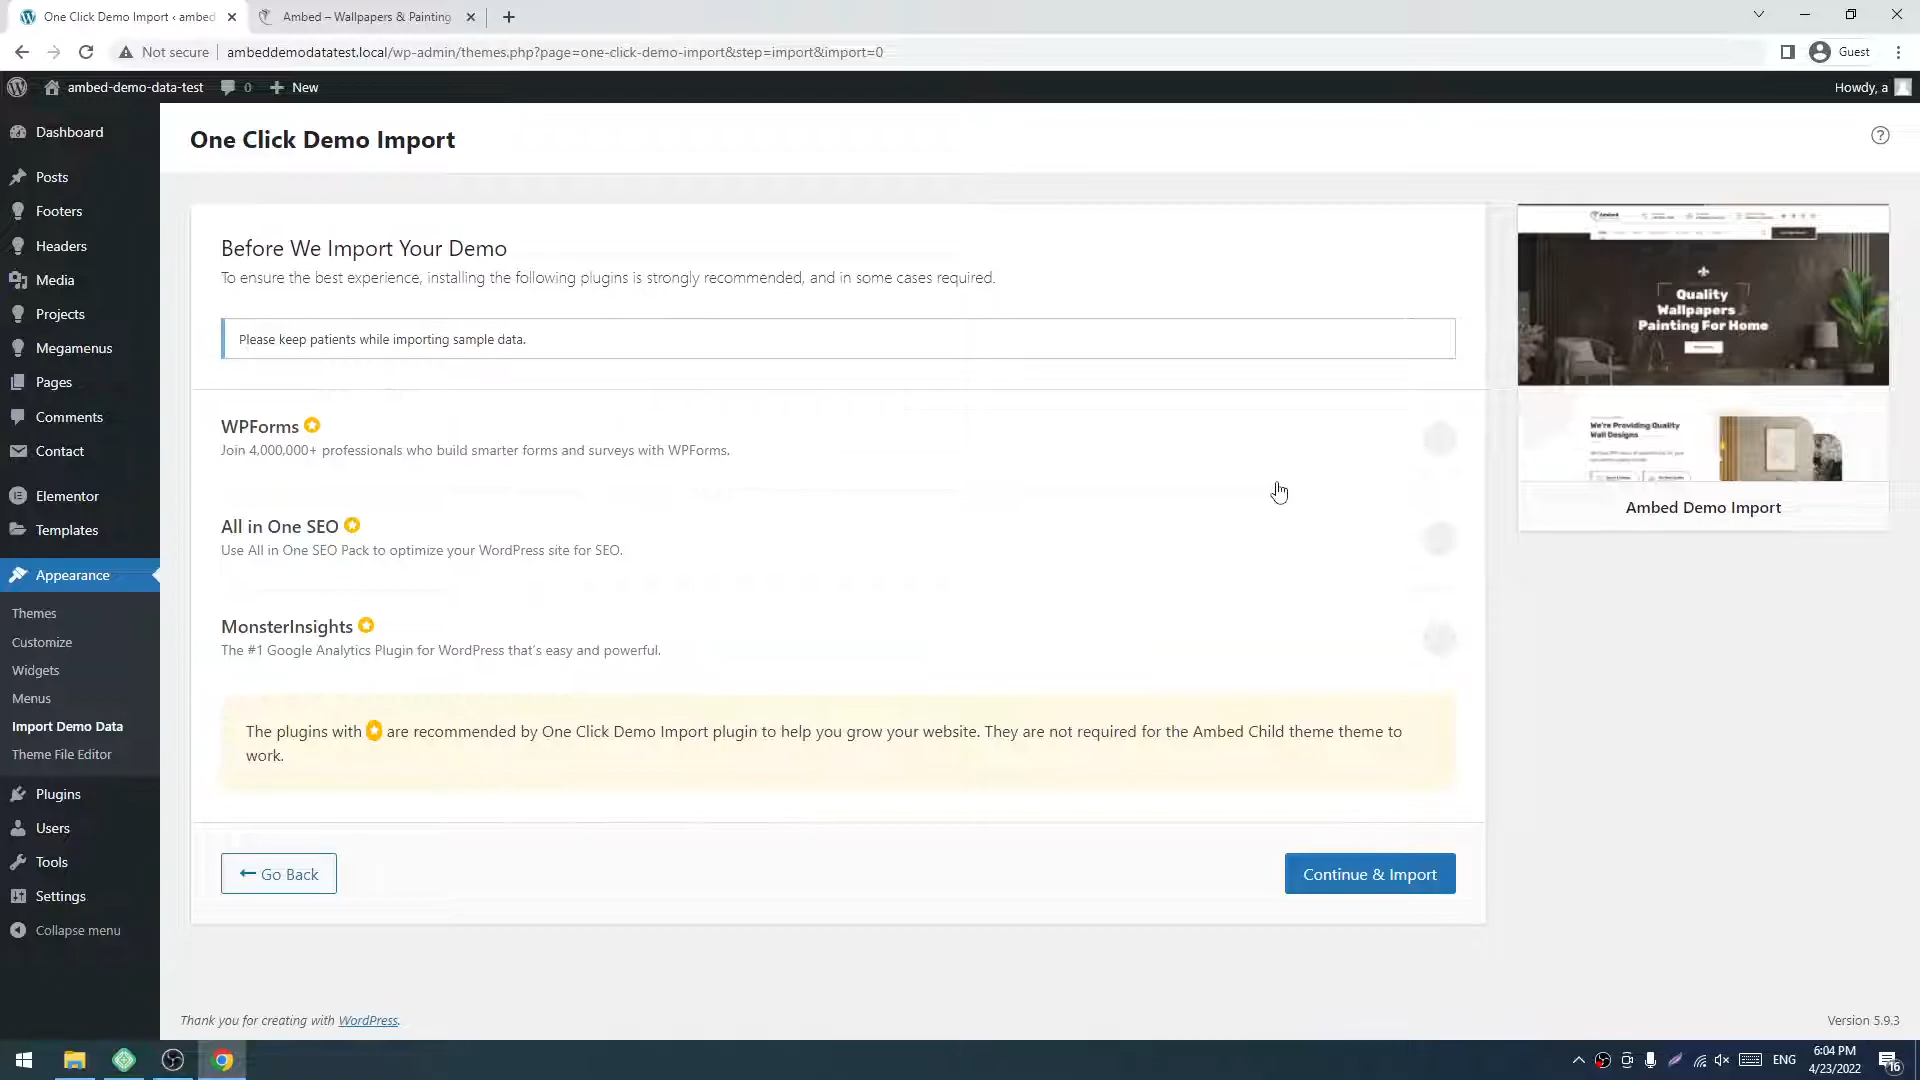 One Click Demo Import ‹ ambed
Ambed – Wallpapers & Painting
Not secure
ambeddemodatatest.local/wp-admin/themes.php?page=one-click-demo-import&step=import&import=0
Guest
ambed-demo-data-test
0
New
Howdy, a
Dashboard
Posts
Footers
Headers
Media
Projects
Megamenus
Pages
Comments
Contact
Elementor
Templates
Appearance
Themes
Customize
Widgets
Menus
Import Demo Data
Theme File Editor
Plugins
Users
Tools
Settings
Collapse menu
One Click Demo Import
Before We Import Your Demo
To ensure the best experience, installing the following plugins is strongly recommended, and in some cases required.
Please keep patients while importing sample data.
WPForms
Join 4,000,000+ professionals who build smarter forms and surveys with WPForms.
All in One SEO
Use All in One SEO Pack to optimize your WordPress site for SEO.
MonsterInsights
The #1 Google Analytics Plugin for WordPress that's easy and powerful.
The plugins with are recommended by One Click Demo Import plugin to help you grow your website. They are not required for the Ambed Child theme theme to
work.
Go Back
Continue & Import
Quality
Wallpapers
Painting For Home
We're Providing Quality
Wall Designs
Ambed Demo Import
Thank you for creating with WordPress.
Version 5.9.3
ENG
6:04 PM
4/23/2022
16